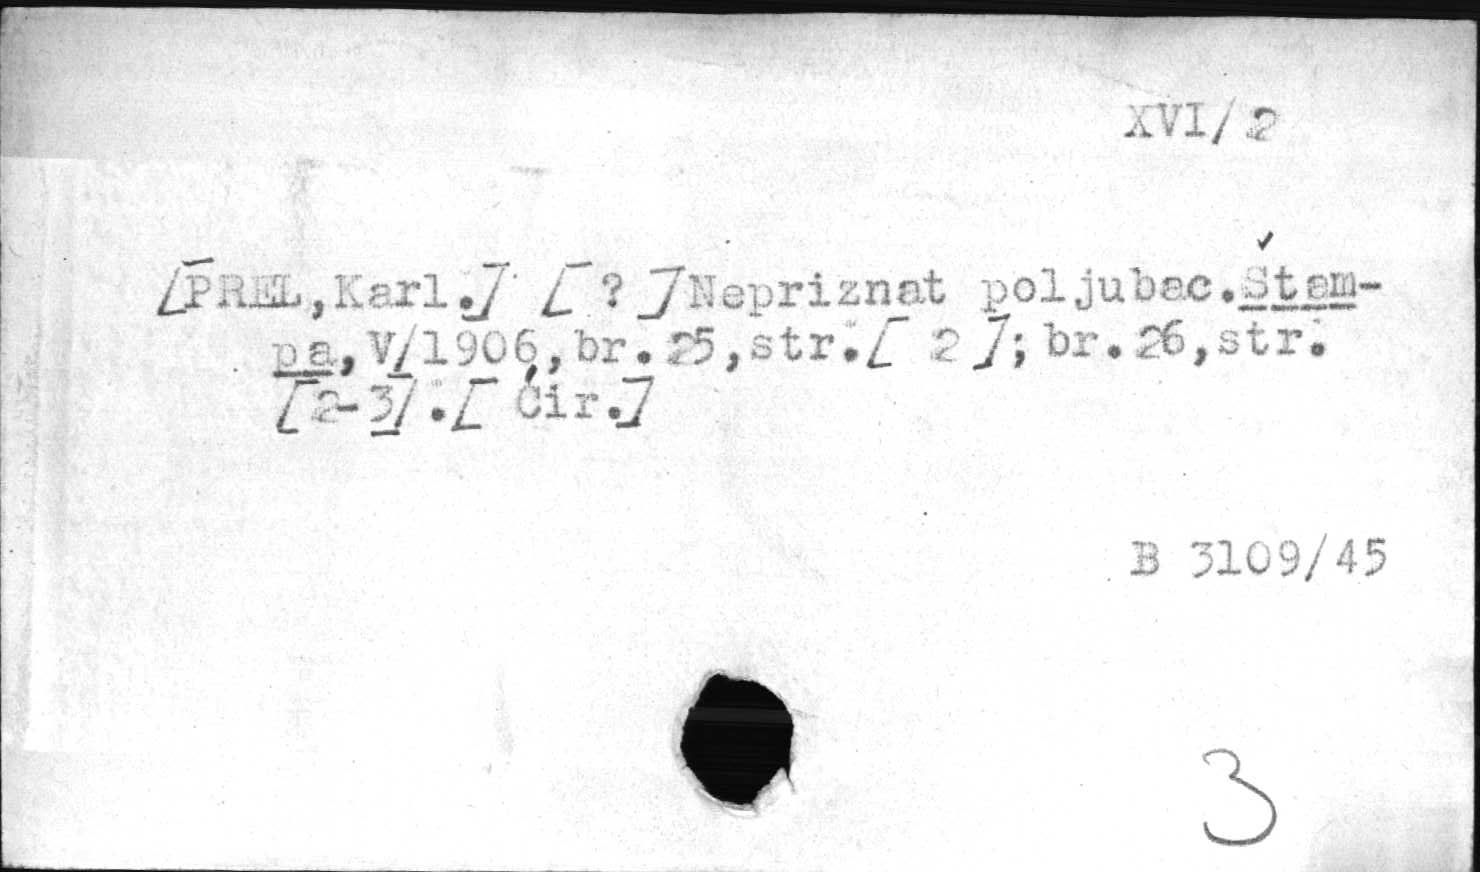 XVI/2
[PREL,Karl.] [ ? ]Nepriznat poljubac.Štam-
pa,V/1906,br.25,str.[ 2 ];br.26,str.
[2-3].[ Ćir.]
B 3109/45
3